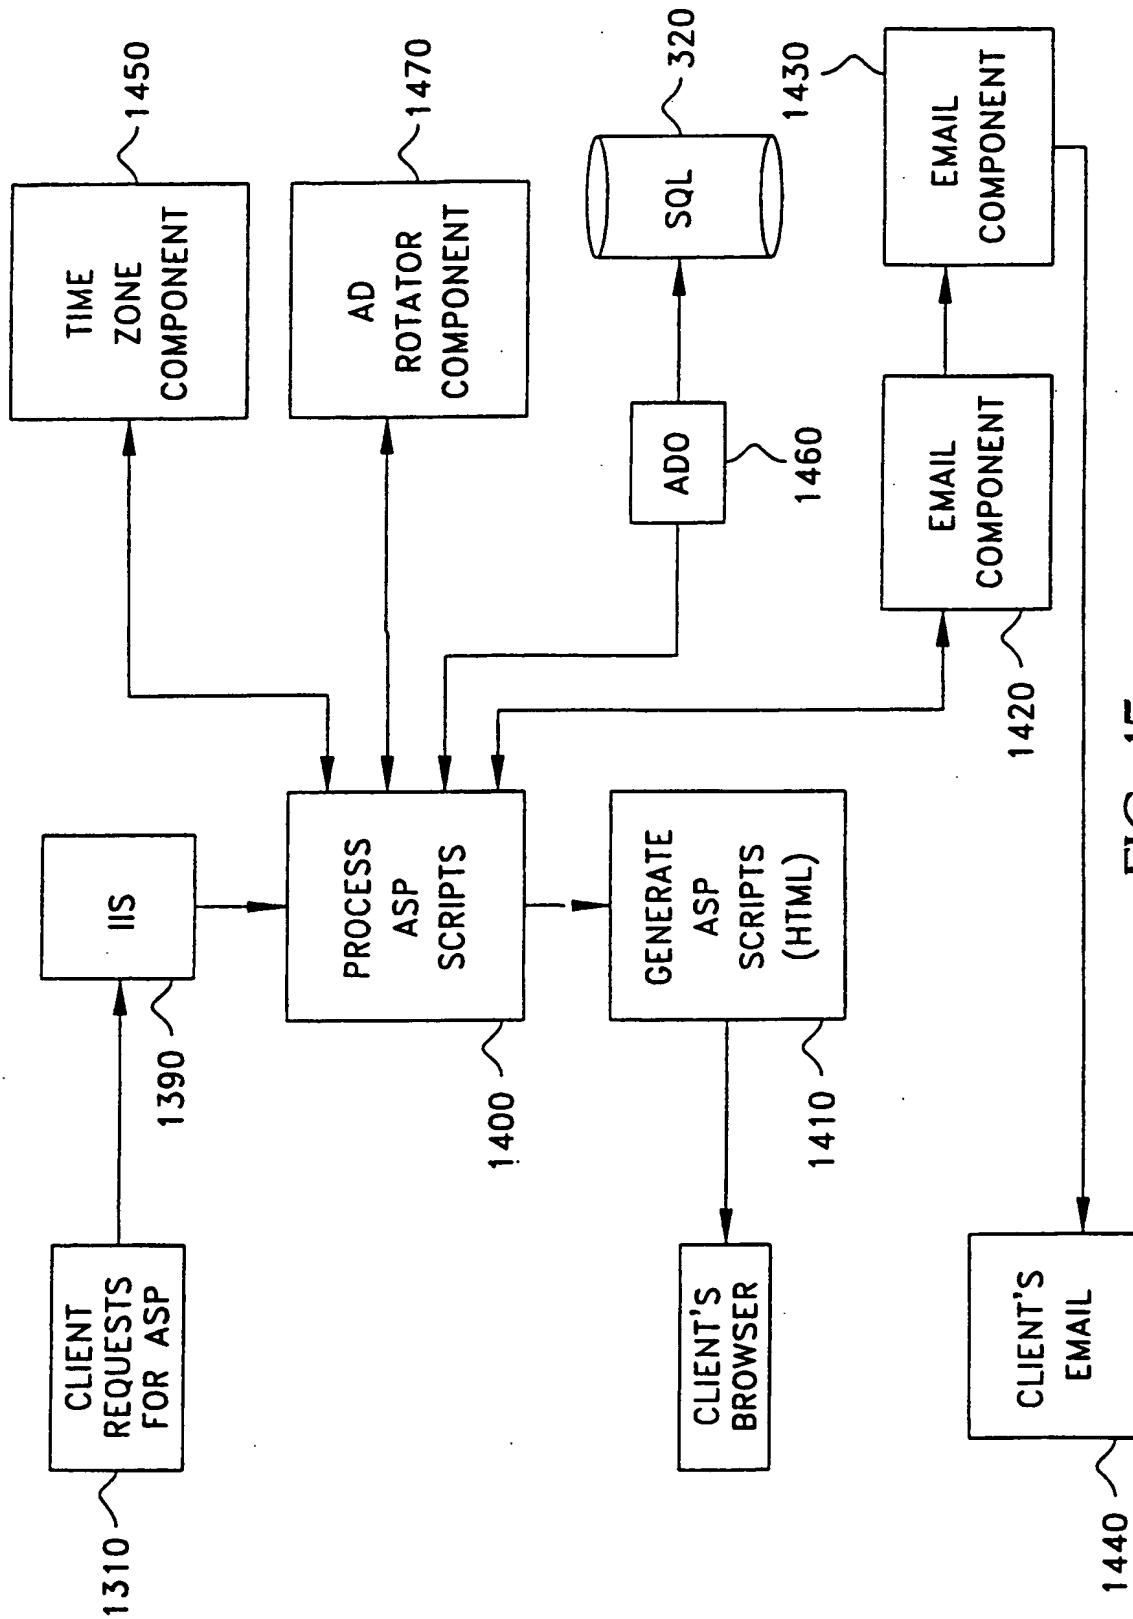 CLIENT
REQUESTS
FOR ASP
1310
IIS
1390
PROCESS
ASP
SCRIPTS
1400
GENERATE
ASP
SCRIPTS
(HTML)
1410
CLIENT'S
BROWSER
CLIENT'S
EMAIL
1440
TIME
ZONE
COMPONENT
1450
AD
ROTATOR
COMPONENT
1470
ADO
1460
SQL
320
EMAIL
COMPONENT
1420
EMAIL
COMPONENT
1430